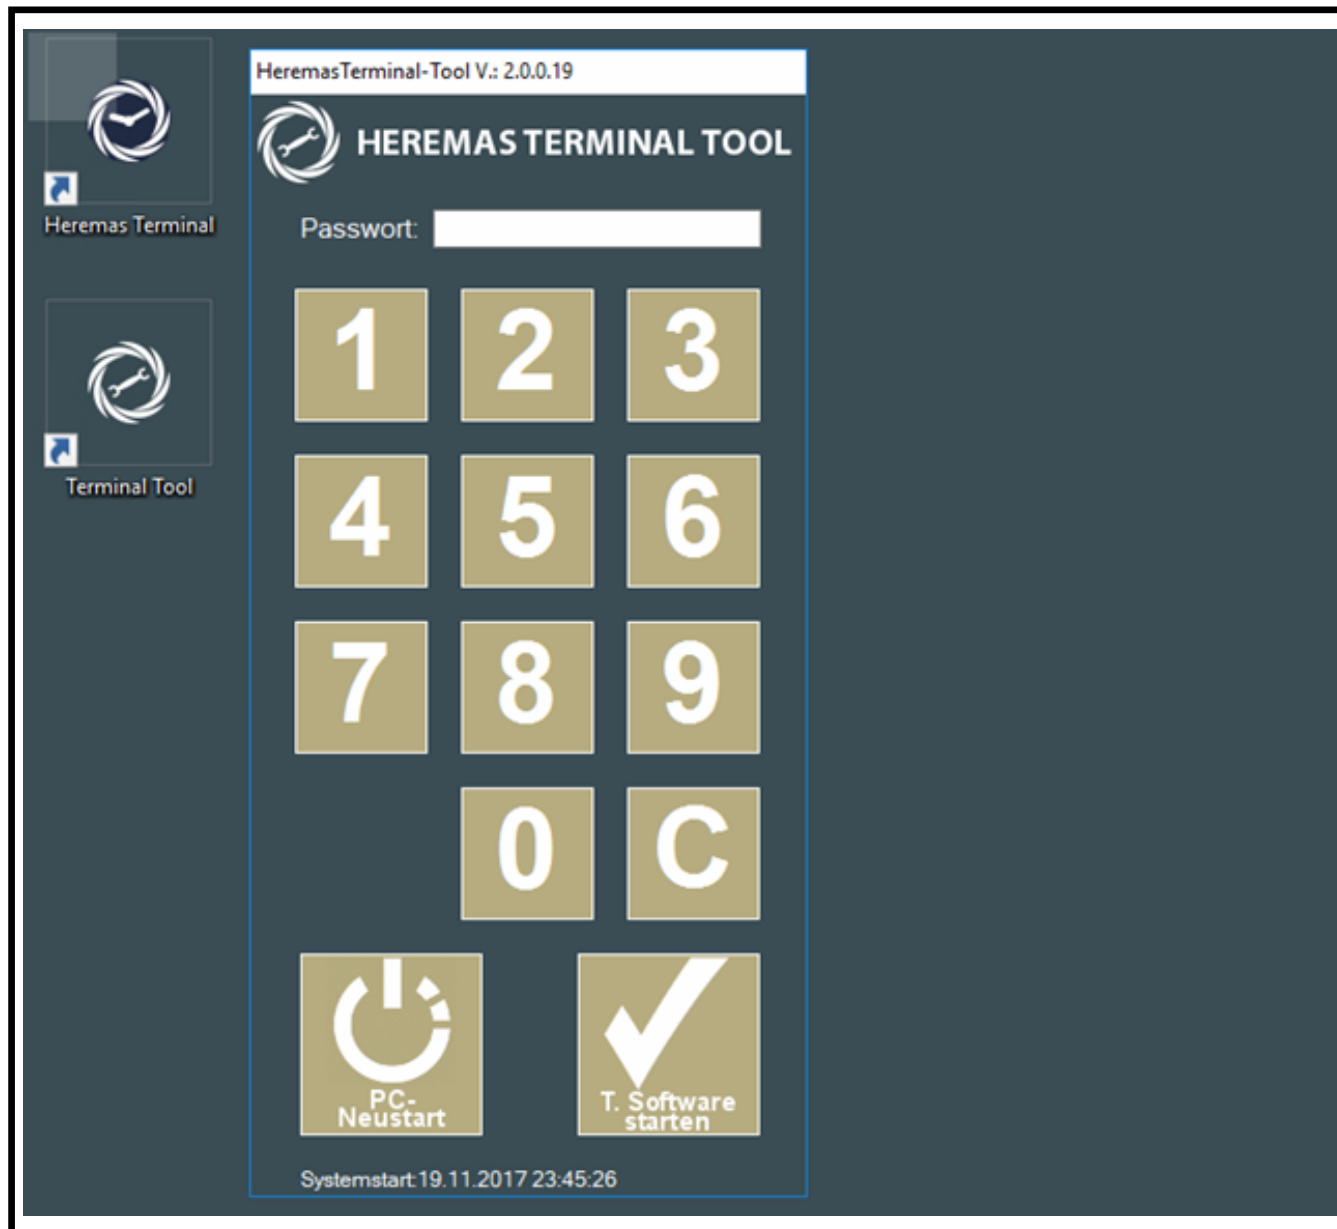 Heremas Terminal
Terminal Tool
HeremasTerminal-Tool V.: 2.0.0.19
HEREMAS TERMINAL TOOL
Passwort:
1 2 3
4 5 6
7 8 9
0 C
PC-
Neustart
T. Software
starten
Systemstart:19.11.2017 23:45:26